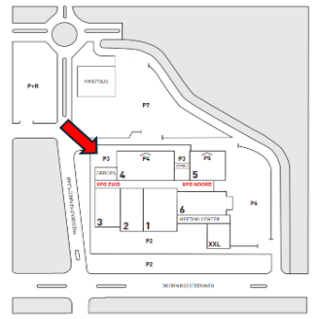 P+R
KINEPOLIS
P7
P3
P4
P3
P5
OFFICES
4
5
XPO ZUID
XPO NOORD
6
P6
MEETING CENTER
3
2
1
XXL
P2
P2
DOORNIKSESTEENWEG